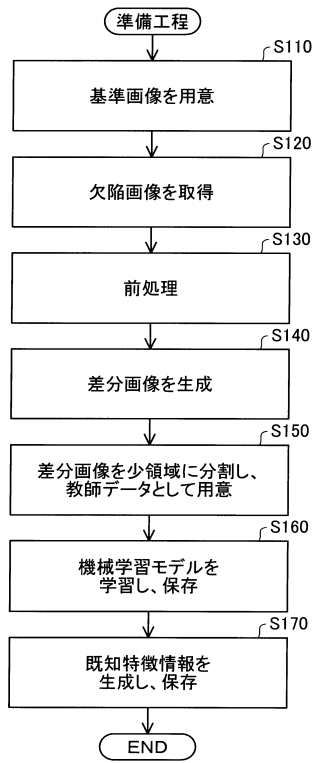 準備工程
S110
基準画像を用意
S120
欠陥画像を取得
S130
前処理
S140
差分画像を生成
S150
差分画像を少領域に分割し、
教師データとして用意
S160
機械学習モデルを
学習し、保存
S170
既知特徴情報を
生成し、保存
END